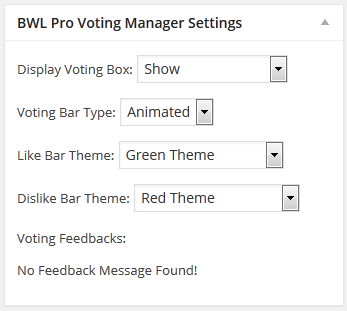 BWL Pro Voting Manager Settings
Display Voting Box: Show
Voting Bar Type: Animated
Like Bar Theme: Green Theme
Dislike Bar Theme: Red Theme
Voting Feedbacks:
No Feedback Message Found!